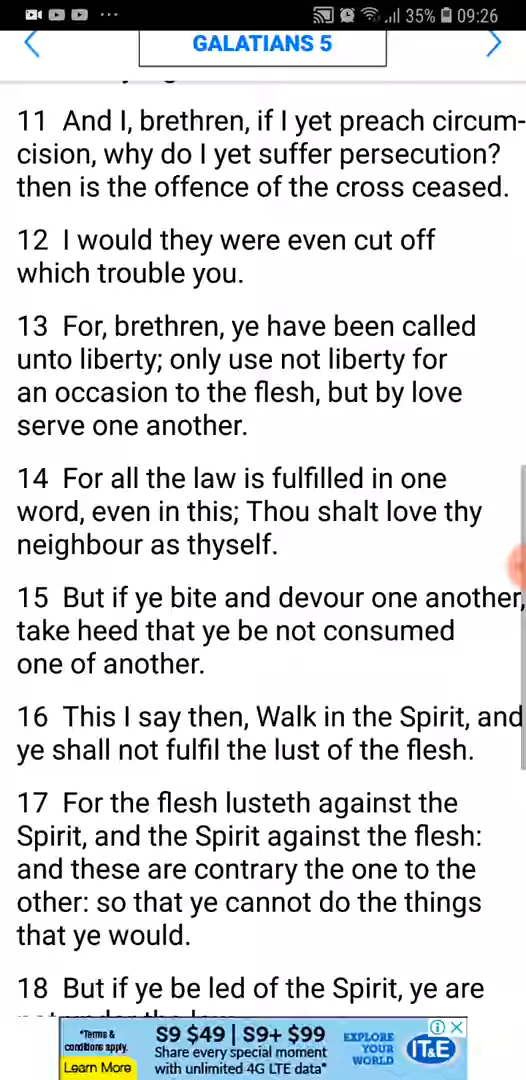 35% 09:26
GALATIANS 5
11 And I, brethren, if I yet preach circum-
cision, why do I yet suffer persecution?
then is the offence of the cross ceased.
12 I would they were even cut off
which trouble you.
13 For, brethren, ye have been called
unto liberty; only use not liberty for
an occasion to the flesh, but by love
serve one another.
14 For all the law is fulfilled in one
word, even in this; Thou shalt love thy
neighbour as thyself.
15 But if ye bite and devour one another,
take heed that ye be not consumed
one of another.
16 This I say then, Walk in the Spirit, and
ye shall not fulfil the lust of the flesh.
17 For the flesh lusteth against the
Spirit, and the Spirit against the flesh:
and these are contrary the one to the
other: so that ye cannot do the things
that ye would.
18 But if ye be led of the Spirit, ye are
*Terms &
conditions apply.
Learn More
S9 $49 | S9+ $99
Share every special moment
with unlimited 4G LTE data*
EXPLORE
YOUR
WORLD
IT&E